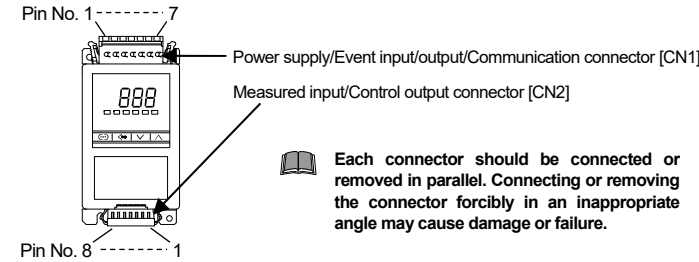 Pin No. 1 7
Power supply/Event input/output/Communication connector [CN1]
Measured input/Control output connector [CN2]
888
Each connector should be connected or
removed in parallel. Connecting or removing
the connector forcibly in an inappropriate
angle may cause damage or failure.
Pin No. 8 1